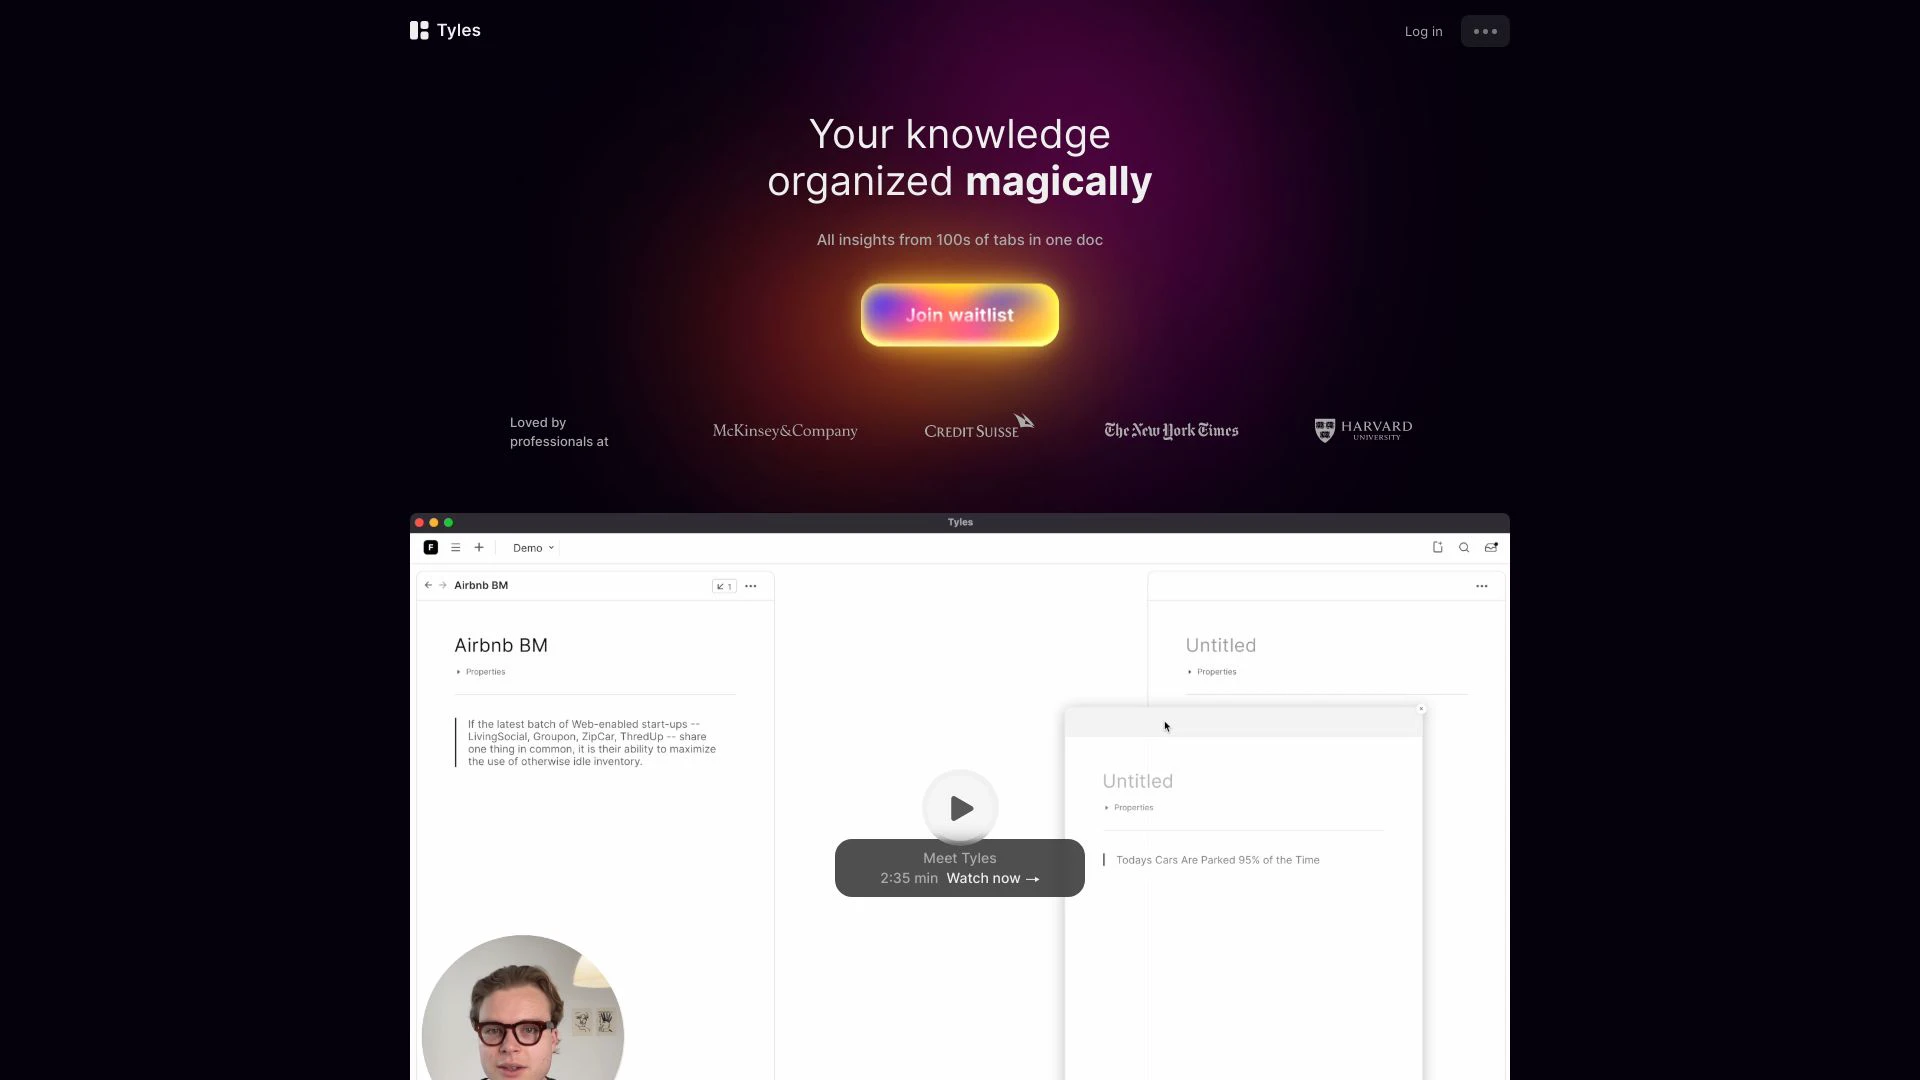 Tyles
Log in
Your knowledge
organized magically
All insights from 100s of tabs in one doc
Join waitlist
Loved by
professionals at
McKinsey&Company
CREDIT SUISSE
The New York Times
HARVARD
UNIVERSITY
Tyles
F
Demo
Airbnb BM
1
Airbnb BM
Properties
If the latest batch of Web-enabled start-ups --
LivingSocial, Groupon, ZipCar, ThredUp -- share
one thing in common, it is their ability to maximize
the use of otherwise idle inventory.
Untitled
Properties
Untitled
Properties
Todays Cars Are Parked 95% of the Time
Meet Tyles
2:35 min Watch now →